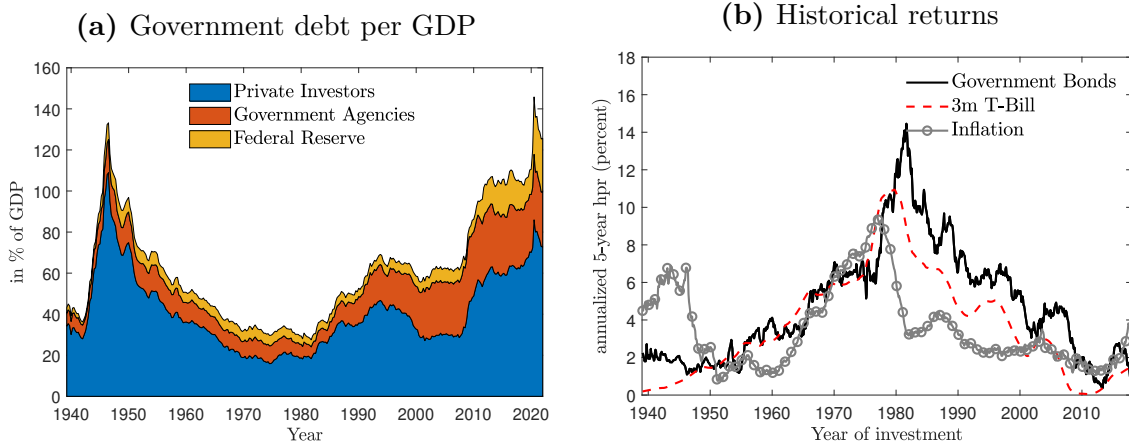 (a) Government debt per GDP
in % of GDP
160
140
120
100
80
60
40
20
0
Private Investors
Government Agencies
Federal Reserve
1940 1950 1960 1970 1980 1990 2000 2010 2020
Year
(b) Historical returns
annualized 5-year hpr (percent)
18
16
14
12
10
8
6
4
2
0
Government Bonds
3m T-Bill
Inflation
1940 1950 1960 1970 1980 1990 2000 2010
Year of investment